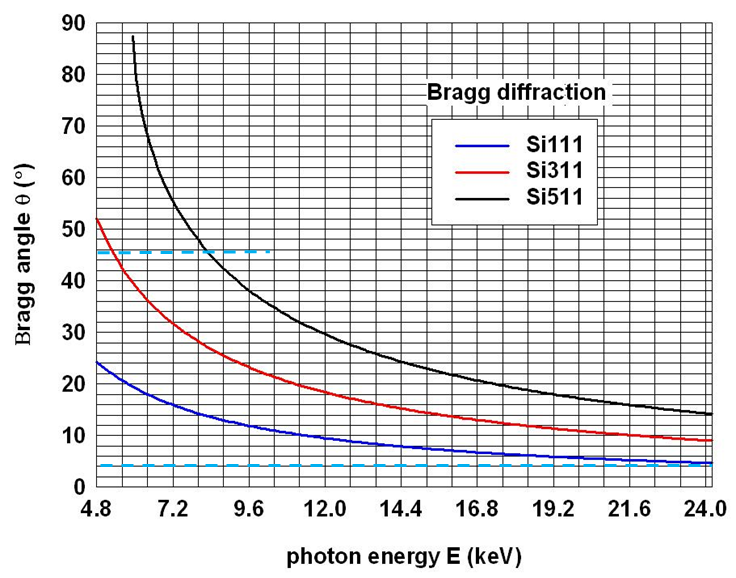 90
80
70
60
50
40
30
20
10
0
Bragg angle θ (°)
Bragg diffraction
Si111
Si311
Si511
4.8 7.2 9.6 12.0 14.4 16.8 19.2 21.6 24.0
photon energy E (keV)